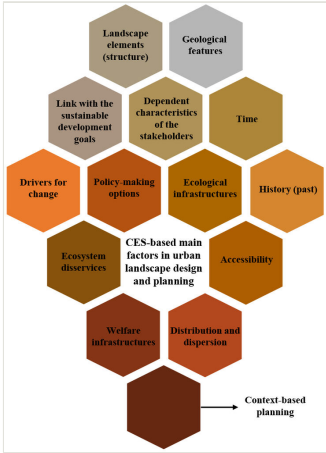 Landscape
elements
(structure)
Geological
features
Link with the
sustainable
development
goals
Dependent
characteristics
of the
stakeholders
Time
Drivers for
change
Policy-making
options
Ecological
infrastructures
History (past)
Ecosystem
disservices
CES-based main
factors in urban
landscape design
and planning
Accessibility
Welfare
infrastructures
Distribution and
dispersion
Context-based
planning